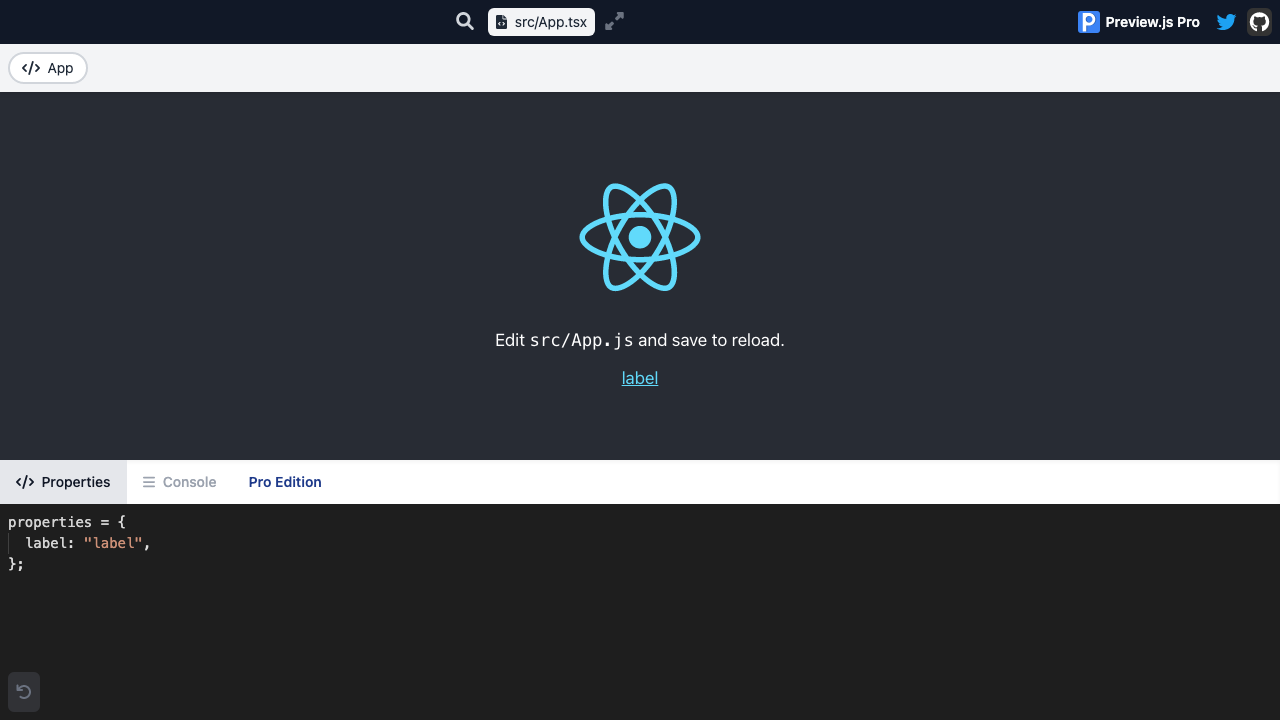 src/App.tsx
Preview.js Pro
</> App
Edit src/App.js and save to reload.
label
</> Properties
Console
Pro Edition
properties = {
  label: "label",
};